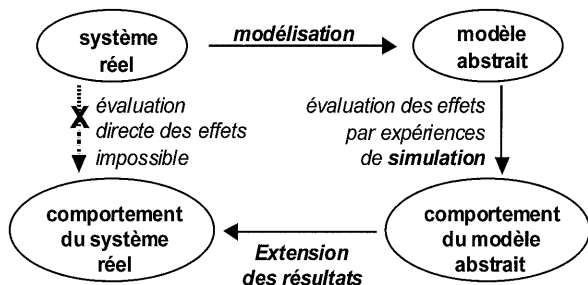 système
réel
modélisation
modèle
abstrait
évaluation
directe des effets
impossible
évaluation des effets
par expériences
de simulation
comportement
du système
réel
Extension
des résultats
comportement
du modèle
abstrait